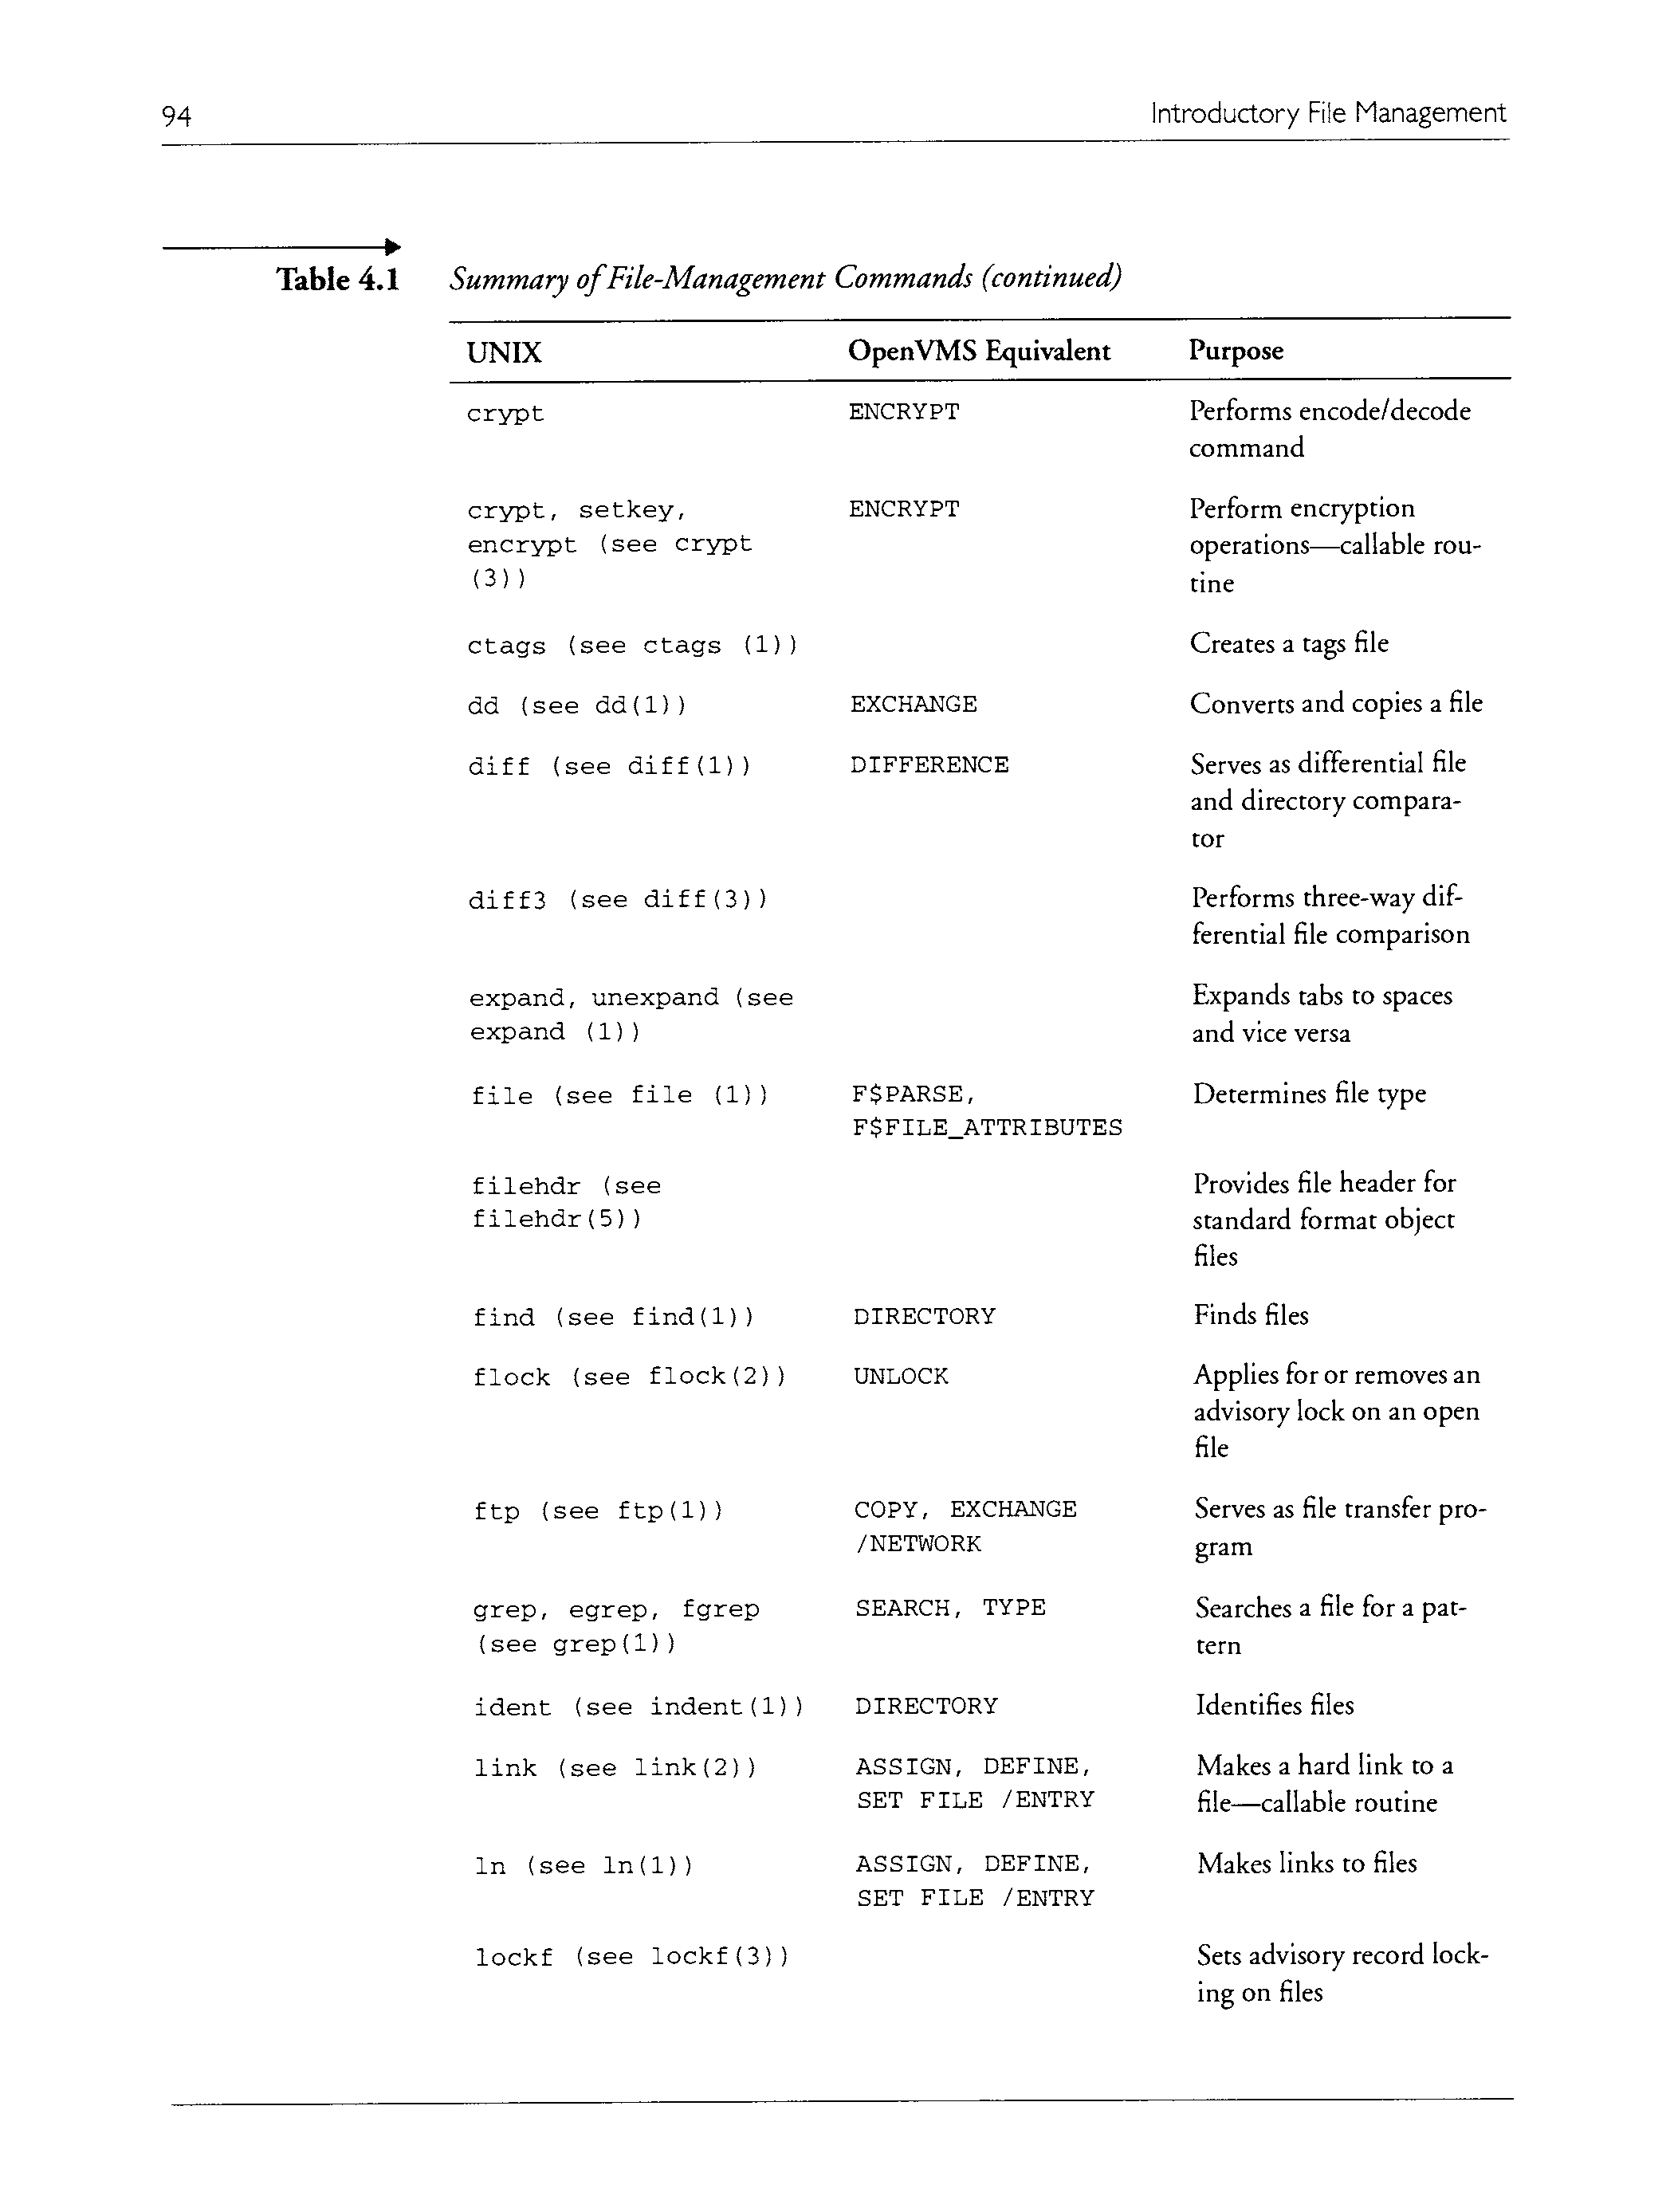 94 Introductory File Management
Table 4.1 Summary of File-Management Commands (continued)
UNIX OpenVMS Equivalent Purpose
crypt ENCRYPT Performs encode/decode
command
crypt, setkey, ENCRYPT Perform encryption
encrypt (see crypt operations—callable rou-
(3)) tine
ctags (see ctags (1)) Creates a tags file
dd (see dd(1)) EXCHANGE Converts and copies a file
diff (see diff(1)) DIFFERENCE Serves as differential file
and directory compara-
tor
diff3 (see diff(3)) Performs three-way dif-
ferential file comparison
expand, unexpand (see Expands tabs to spaces
expand (1)) and vice versa
file (see file (1)) F$PARSE, Determines file type
F$FILE_ATTRIBUTES
filehdr (see Provides file header for
filehdr(5)) standard format object
files
find (see find(1)) DIRECTORY Finds files
flock (see flock(2)) UNLOCK Applies for or removes an
advisory lock on an open
file
ftp (see ftp(1)) COPY, EXCHANGE Serves as file transfer pro-
/NETWORK gram
grep, egrep, fgrep SEARCH, TYPE Searches a file for a pat-
(see grep(1)) tern
ident (see indent(1)) DIRECTORY Identifies files
link (see link(2)) ASSIGN, DEFINE, Makes a hard link to a
SET FILE /ENTRY file—callable routine
ln (see ln(1)) ASSIGN, DEFINE, Makes links to files
SET FILE /ENTRY
lockf (see lockf(3)) Sets advisory record lock-
ing on files